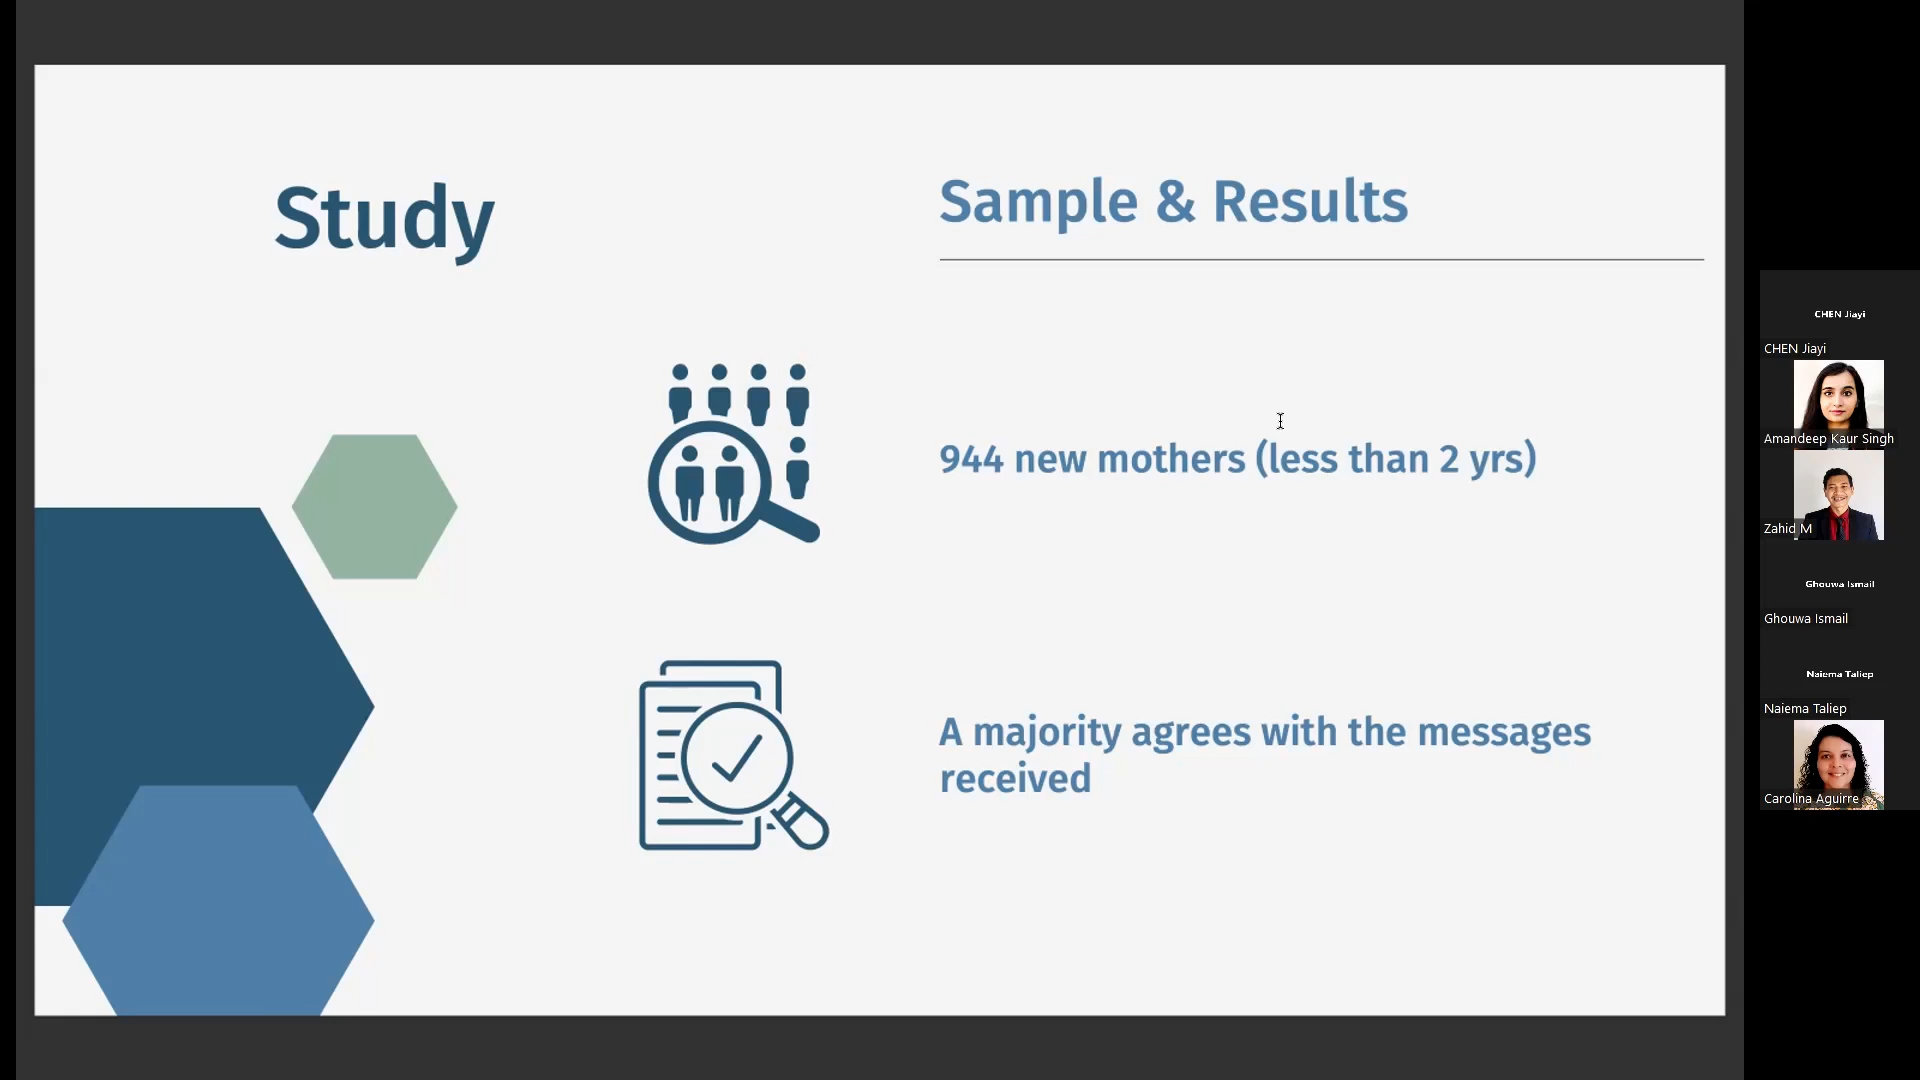 Study
Sample & Results
944 new mothers (less than 2 yrs)
A majority agrees with the messages
received
CHEN Jiayi
CHEN Jiayi
Amandeep Kaur Singh
Zahid M
Ghouwa Ismail
Ghouwa Ismail
Naiema Taliep
Naiema Taliep
Carolina Aguirre